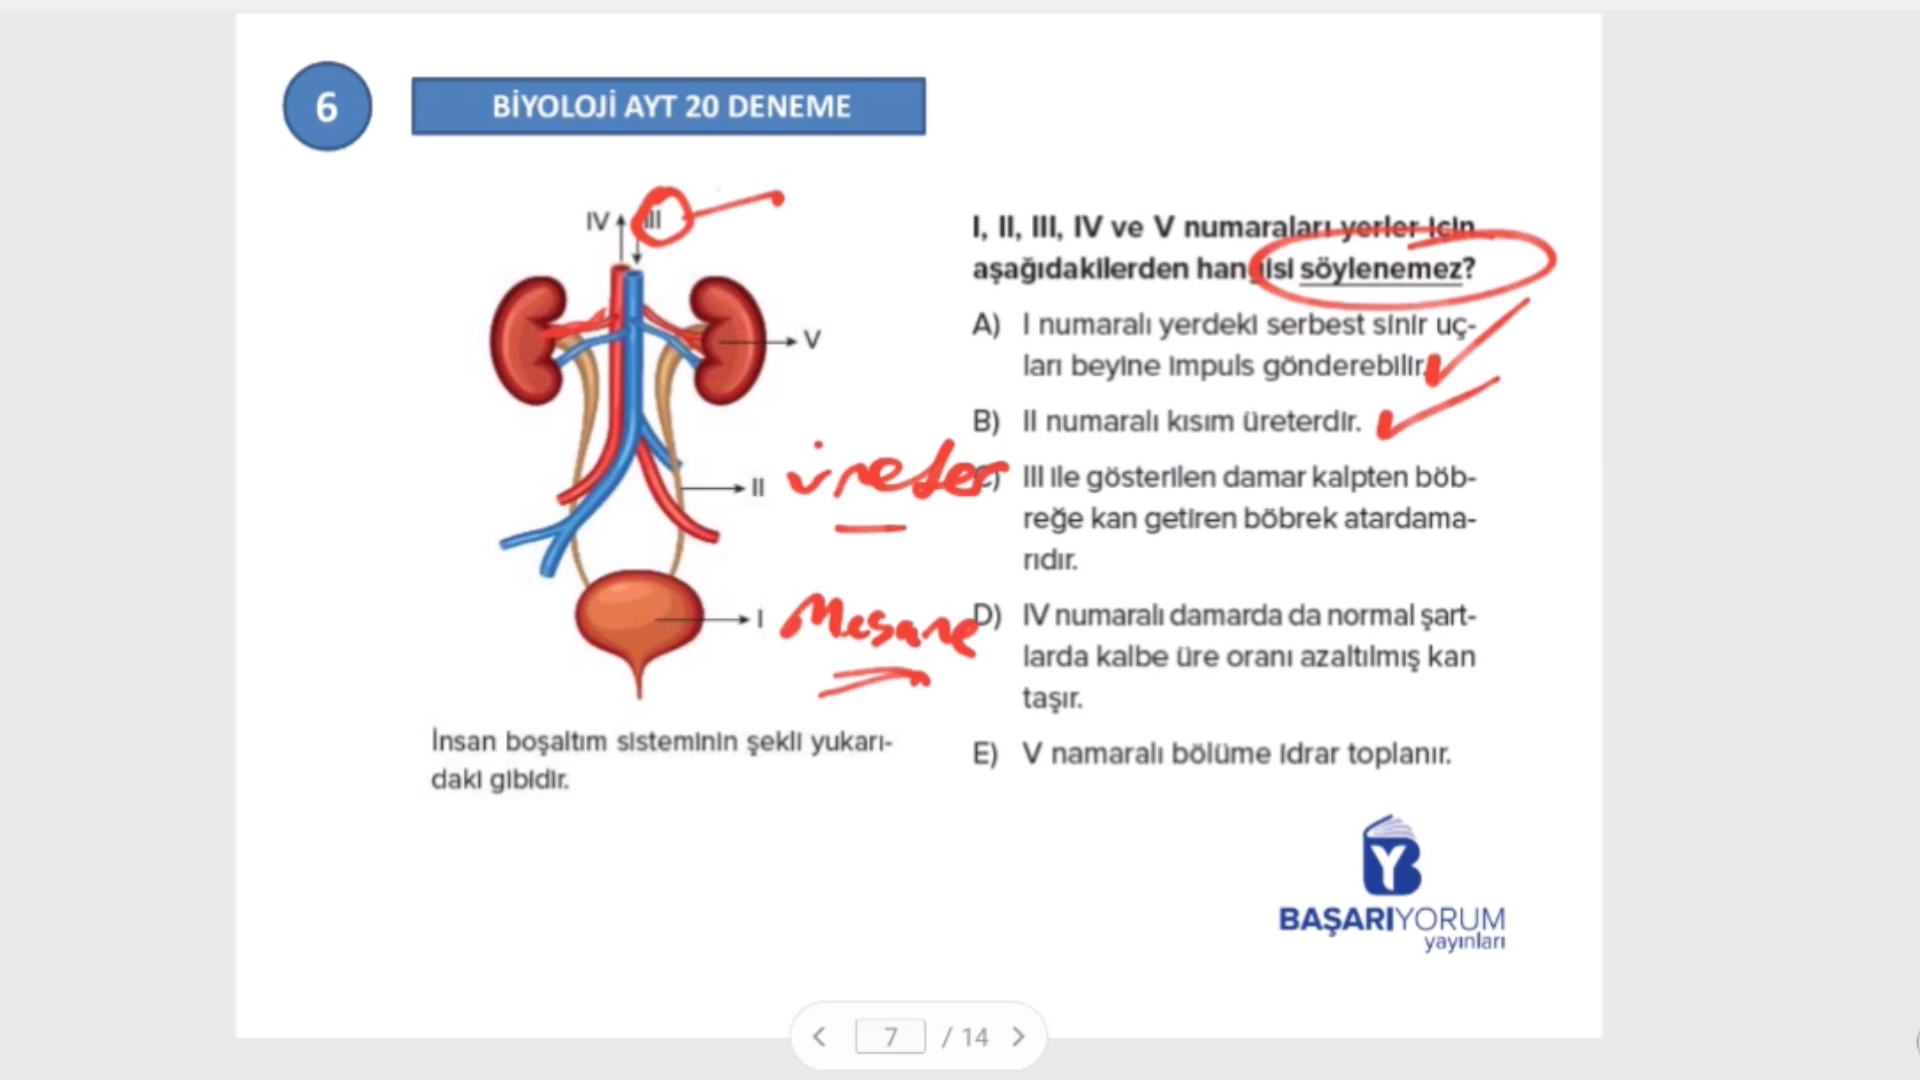 6
BİYOLOJİ AYT 20 DENEME
IV
III
V
II
üreter
I
Mesane
İnsan boşaltım sisteminin şekli yukarı-
daki gibidir.
I, II, III, IV ve V numaraları yerler için
aşağıdakilerden hangisi söylenemez?
A) I numaralı yerdeki serbest sinir uç-
ları beyine impuls gönderebilir.
B) II numaralı kısım üreterdir.
C) III ile gösterilen damar kalpten böb-
reğe kan getiren böbrek atardama-
rıdır.
D) IV numaralı damarda da normal şart-
larda kalbe üre oranı azaltılmış kan
taşır.
E) V namaralı bölüme idrar toplanır.
BAŞARIYORUM
yayınları
7 / 14